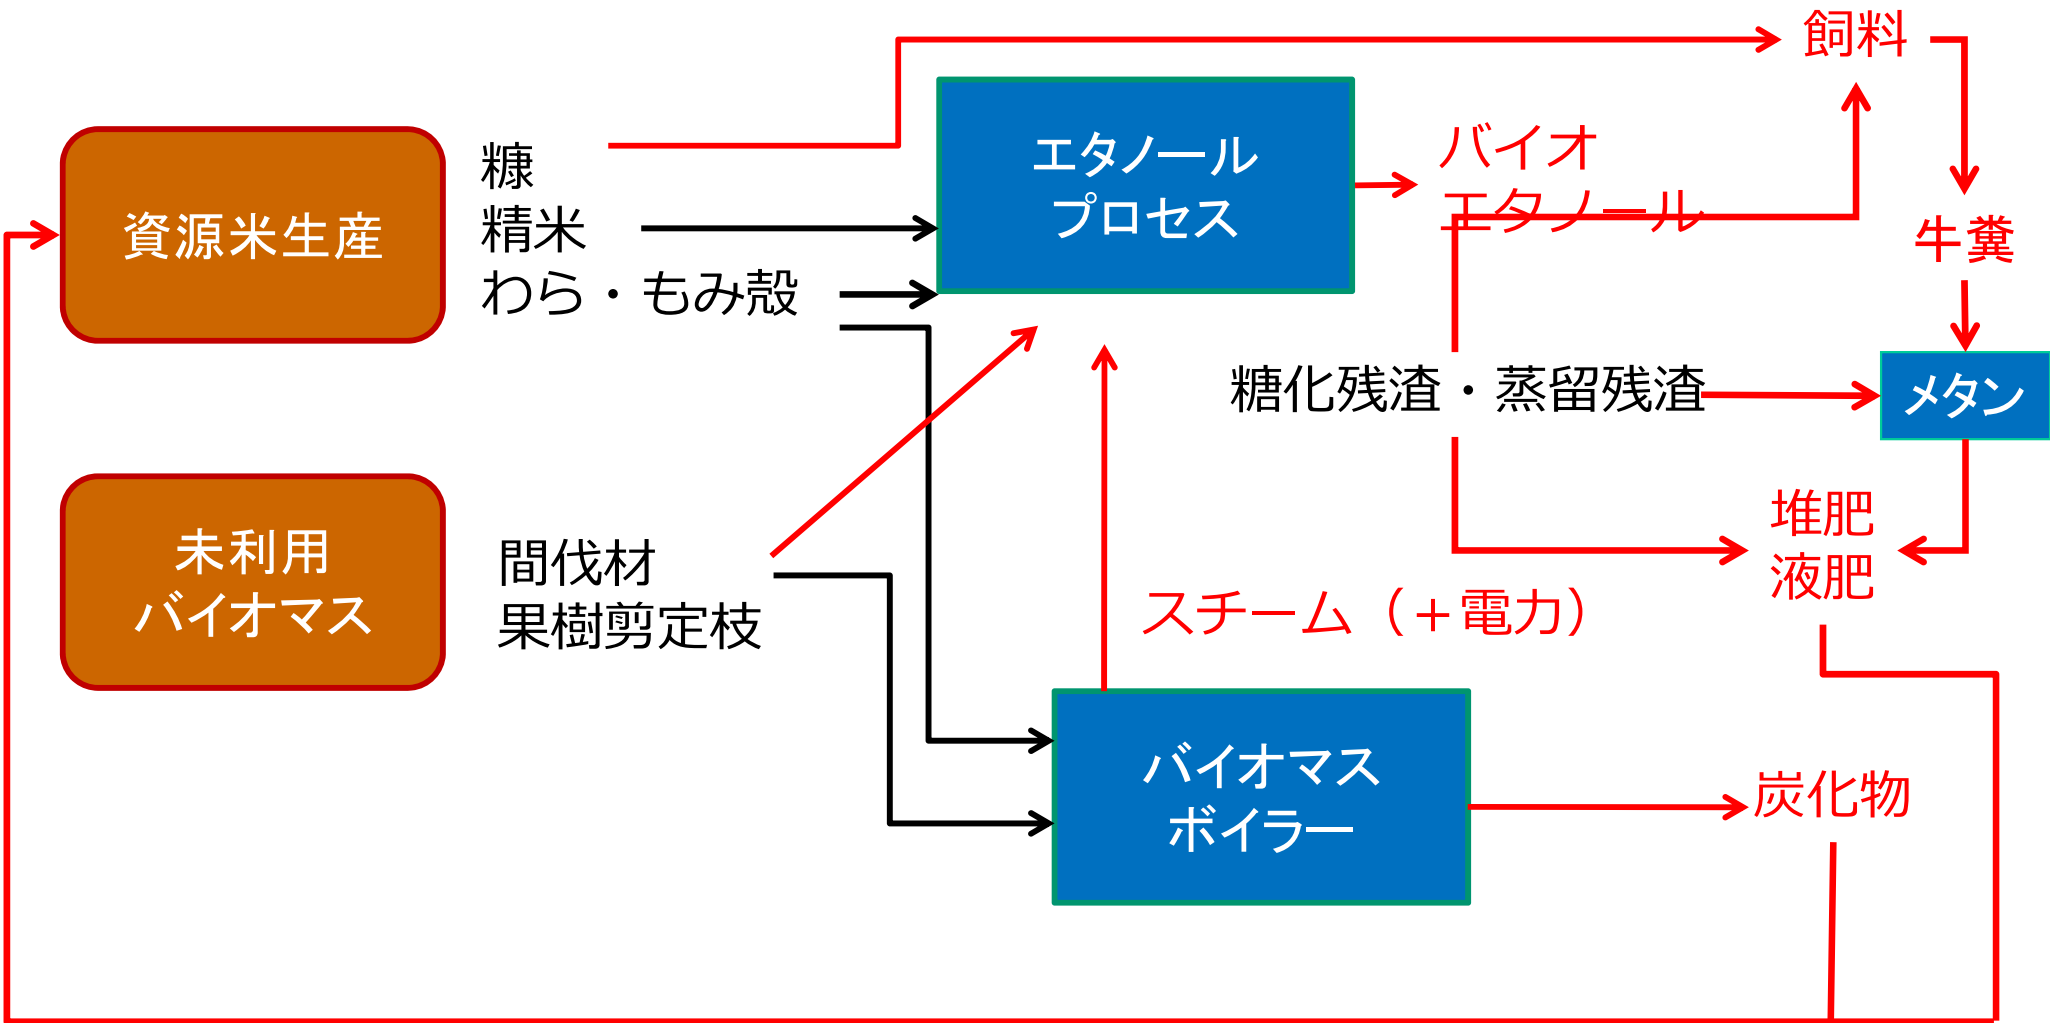 飼料
エタノール
プロセス
バイオ
エタノール
糠
精米
わら・もみ殻
資源米生産
牛糞
糖化残渣・蒸留残渣
メタン
未利用
バイオマス
間伐材
果樹剪定枝
堆肥
液肥
スチーム（+電力）
バイオマス
ボイラー
炭化物